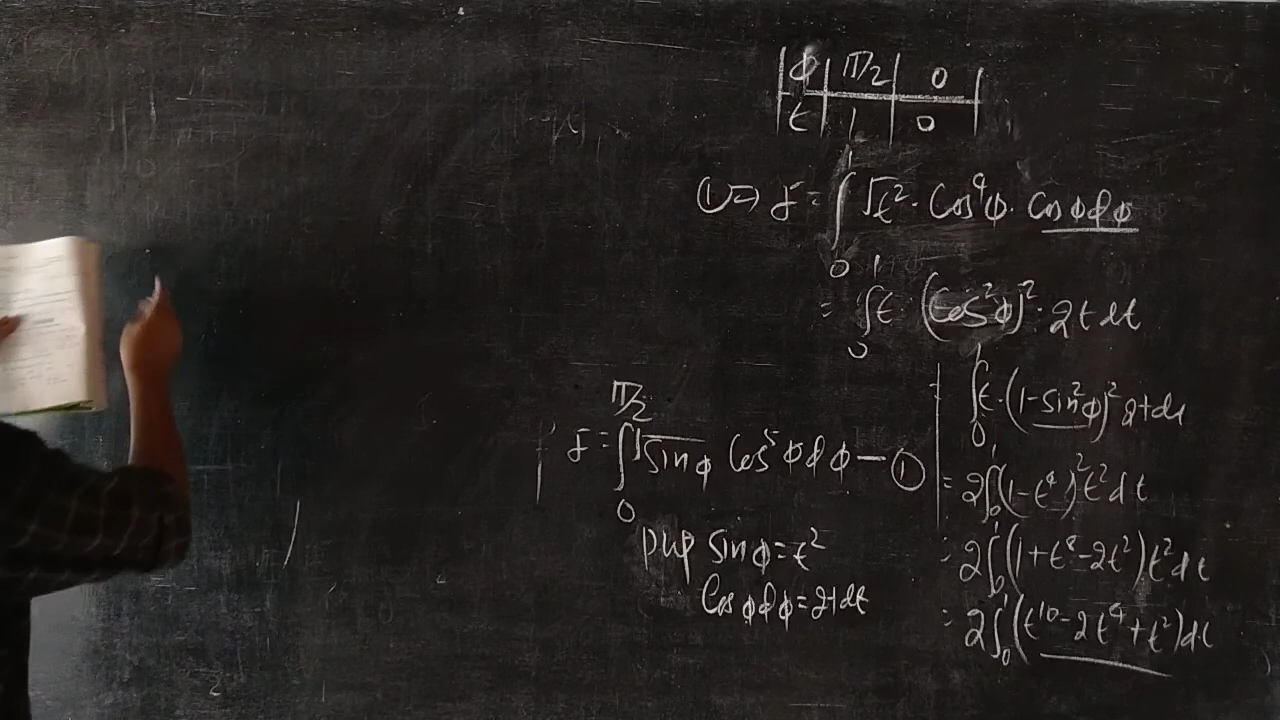 φ | π/2 | 0
t | 1 | 0
I = ∫₀^{π/2} √sinφ cos⁵φ dφ — ①
put sinφ = t²
cosφ dφ = 2t dt
① ⇒ I = ∫₀¹ √t² · cos⁴φ · cosφ dφ
= ∫₀¹ t · (cos²φ)² · 2t dt
= ∫₀¹ t · (1 - sin²φ)² 2t dt
= 2∫₀¹ (1 - t⁴)² t² dt
= 2∫₀¹ (1 + t⁸ - 2t²) t² dt
= 2∫₀¹ (t¹⁰ - 2t⁴ + t²) dt